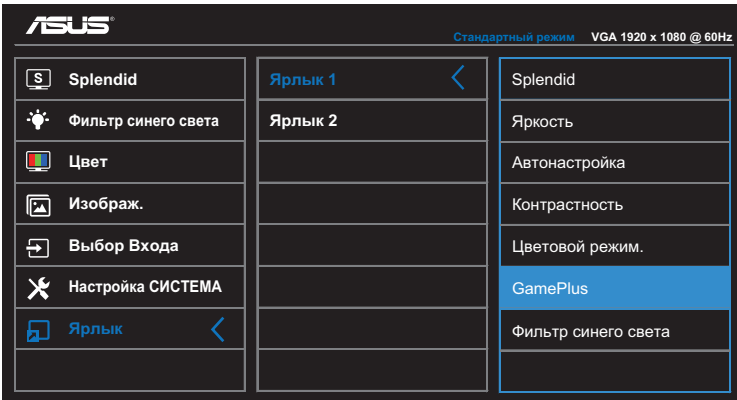 ASUS
Стандартный режим VGA 1920 x 1080 @ 60Hz
S Splendid
Фильтр синего света
Цвет
Изображ.
Выбор Входа
Настройка СИСТЕМА
Ярлык
Ярлык 1
Ярлык 2
Splendid
Яркость
Автонастройка
Контрастность
Цветовой режим.
GamePlus
Фильтр синего света